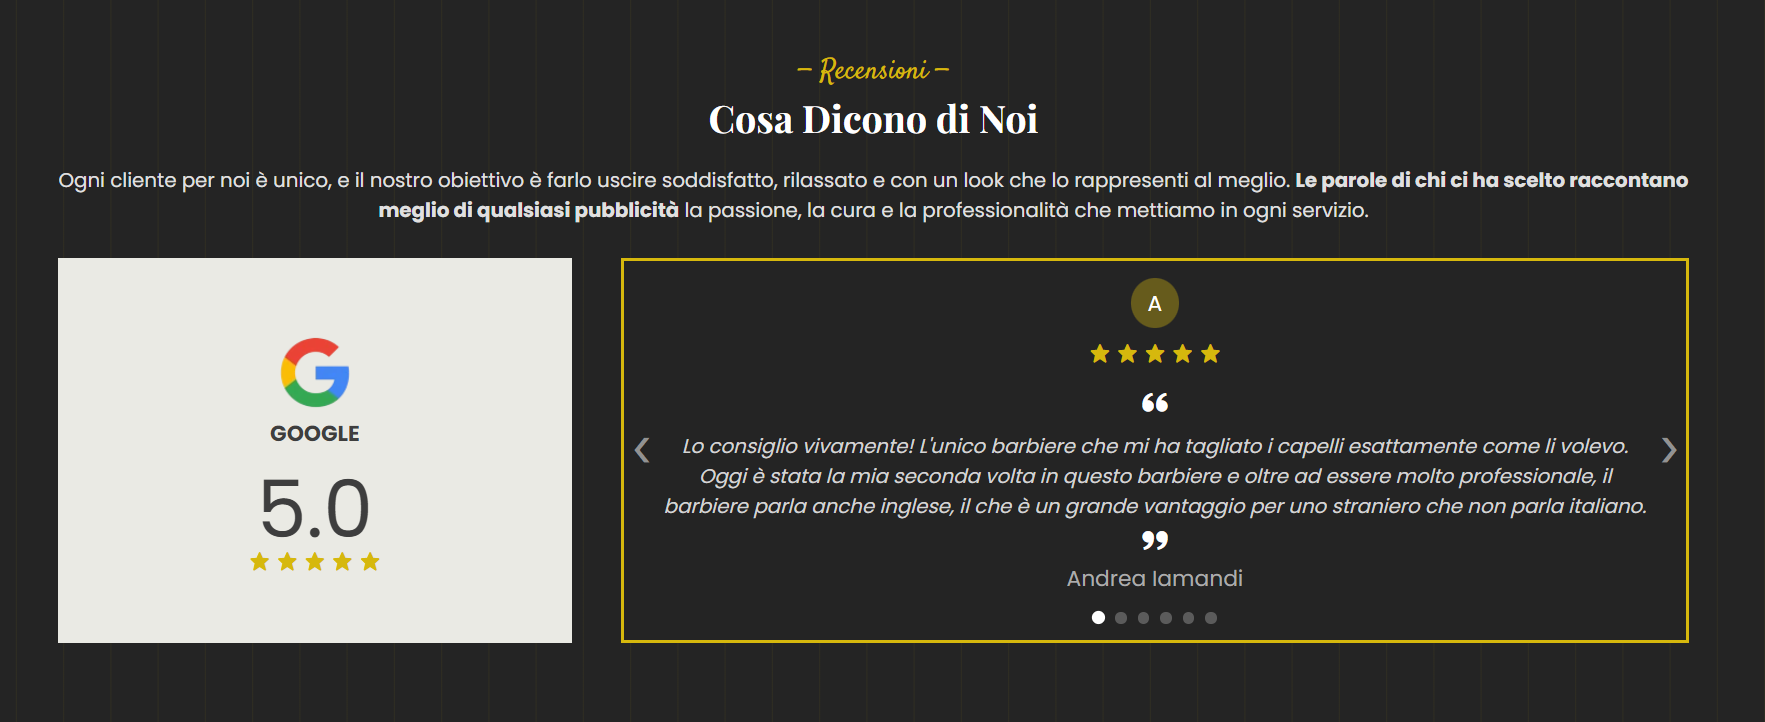 – Recensioni –
Cosa Dicono di Noi
Ogni cliente per noi è unico, e il nostro obiettivo è farlo uscire soddisfatto, rilassato e con un look che lo rappresenti al meglio. Le parole di chi ci ha scelto raccontano
meglio di qualsiasi pubblicità la passione, la cura e la professionalità che mettiamo in ogni servizio.
GOOGLE
5.0
A
“
Lo consiglio vivamente! L'unico barbiere che mi ha tagliato i capelli esattamente come li volevo.
Oggi è stata la mia seconda volta in questo barbiere e oltre ad essere molto professionale, il
barbiere parla anche inglese, il che è un grande vantaggio per uno straniero che non parla italiano.
”
Andrea Iamandi